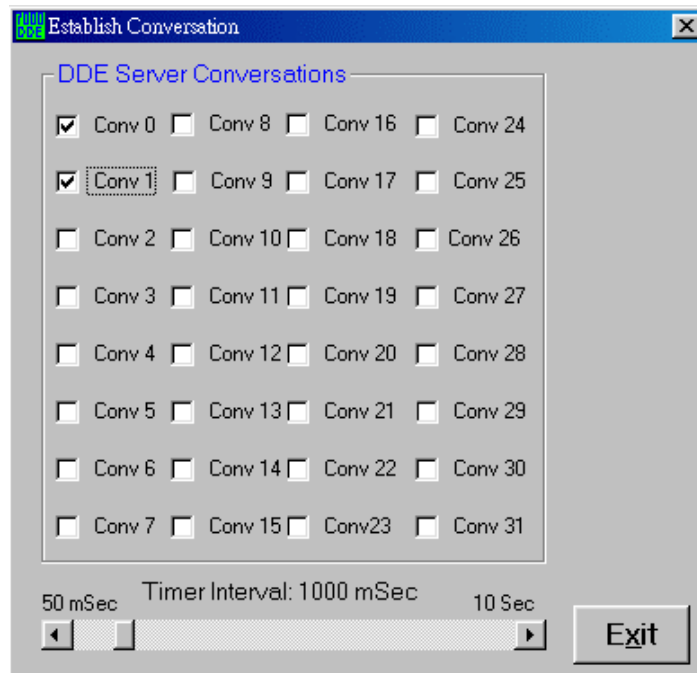 7000
DDE
Establish Conversation
DDE Server Conversations
Conv 0 Conv 8 Conv 16 Conv 24
Conv 1 Conv 9 Conv 17 Conv 25
Conv 2 Conv 10 Conv 18 Conv 26
Conv 3 Conv 11 Conv 19 Conv 27
Conv 4 Conv 12 Conv 20 Conv 28
Conv 5 Conv 13 Conv 21 Conv 29
Conv 6 Conv 14 Conv 22 Conv 30
Conv 7 Conv 15 Conv23 Conv 31
50 mSec Timer Interval: 1000 mSec 10 Sec
Exit